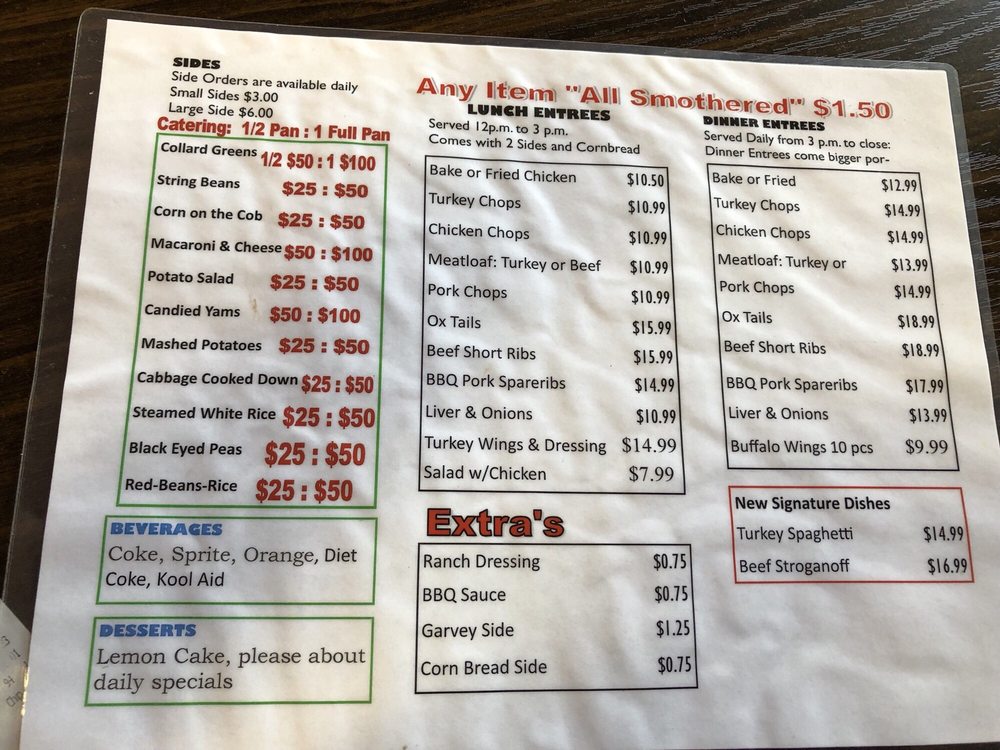 SIDES
Side Orders are available daily
Small Sides $3.00
Large Side $6.00
Catering: 1/2 Pan : 1 Full Pan
Collard Greens 1/2 $50 : 1 $100
String Beans $25 : $50
Corn on the Cob $25 : $50
Macaroni & Cheese $50 : $100
Potato Salad $25 : $50
Candied Yams $50 : $100
Mashed Potatoes $25 : $50
Cabbage Cooked Down $25 : $50
Steamed White Rice $25 : $50
Black Eyed Peas $25 : $50
Red-Beans-Rice $25 : $50
BEVERAGES
Coke, Sprite, Orange, Diet
Coke, Kool Aid
DESSERTS
Lemon Cake, please about
daily specials
Any Item "All Smothered" $1.50
LUNCH ENTREES
Served 12p.m. to 3 p.m.
Comes with 2 Sides and Cornbread
Bake or Fried Chicken $10.50
Turkey Chops $10.99
Chicken Chops $10.99
Meatloaf: Turkey or Beef $10.99
Pork Chops $10.99
Ox Tails $15.99
Beef Short Ribs $15.99
BBQ Pork Spareribs $14.99
Liver & Onions $10.99
Turkey Wings & Dressing $14.99
Salad w/Chicken $7.99
Extra's
Ranch Dressing $0.75
BBQ Sauce $0.75
Garvey Side $1.25
Corn Bread Side $0.75
DINNER ENTREES
Served Daily from 3 p.m. to close:
Dinner Entrees come bigger por-
Bake or Fried $12.99
Turkey Chops $14.99
Chicken Chops $14.99
Meatloaf: Turkey or $13.99
Pork Chops $14.99
Ox Tails $18.99
Beef Short Ribs $18.99
BBQ Pork Spareribs $17.99
Liver & Onions $13.99
Buffalo Wings 10 pcs $9.99
New Signature Dishes
Turkey Spaghetti $14.99
Beef Stroganoff $16.99